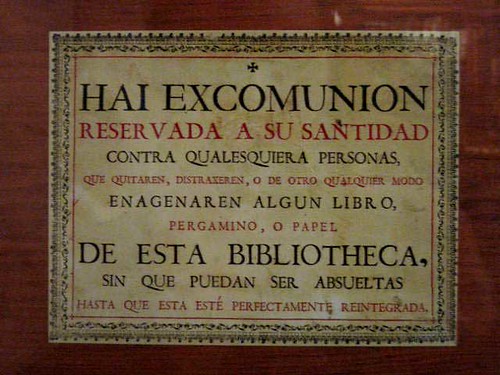 HAI EXCOMUNION
RESERVADA A SU SANTIDAD
CONTRA QUALESQUIERA PERSONAS,
QUE QUITAREN, DISTRAXEREN, O DE OTRO QUALQUIER MODO
ENAGENAREN ALGUN LIBRO,
PERGAMINO, O PAPEL
DE ESTA BIBLIOTHECA,
SIN QUE PUEDAN SER ABSUELTAS
HASTA QUE ESTA ESTÉ PERFECTAMENTE REINTEGRADA.